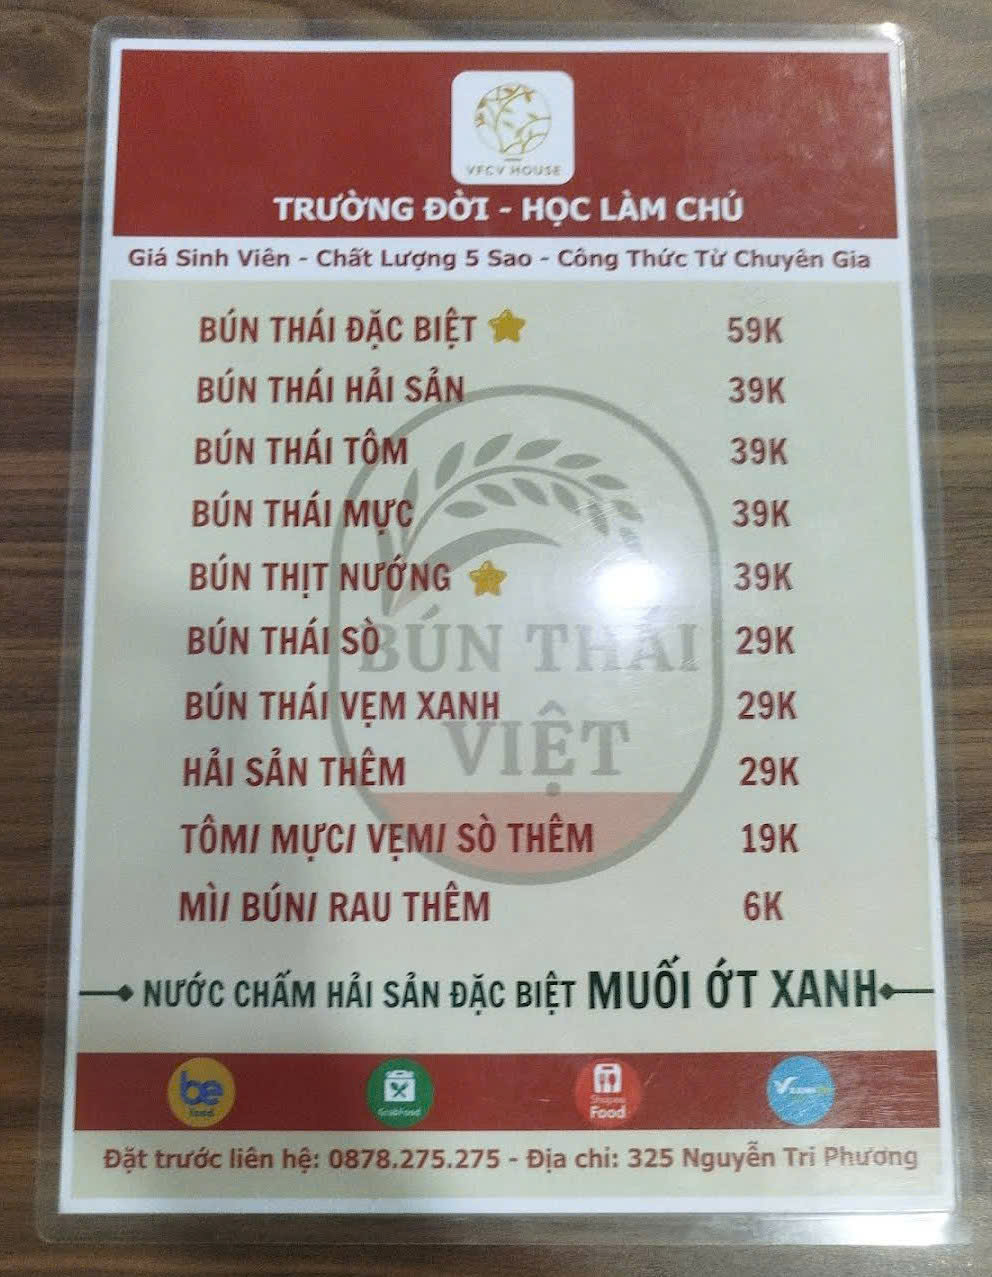 VFCV HOUSE
TRƯỜNG ĐỜI - HỌC LÀM CHỦ
Giá Sinh Viên - Chất Lượng 5 Sao - Công Thức Từ Chuyên Gia
BÚN THÁI ĐẶC BIỆT 59K
BÚN THÁI HẢI SẢN 39K
BÚN THÁI TÔM 39K
BÚN THÁI MỰC 39K
BÚN THỊT NƯỚNG 39K
BÚN THÁI SÒ 29K
BÚN THÁI VẸM XANH 29K
HẢI SẢN THÊM 29K
TÔM/ MỰC/ VẸM/ SÒ THÊM 19K
MÌ/ BÚN/ RAU THÊM 6K
BÚN THÁI
VIỆT
NƯỚC CHẤM HẢI SẢN ĐẶC BIỆT MUỐI ỚT XANH
be food
GrabFood
Shopee Food
Đặt trước liên hệ: 0878.275.275 - Địa chỉ: 325 Nguyễn Tri Phương